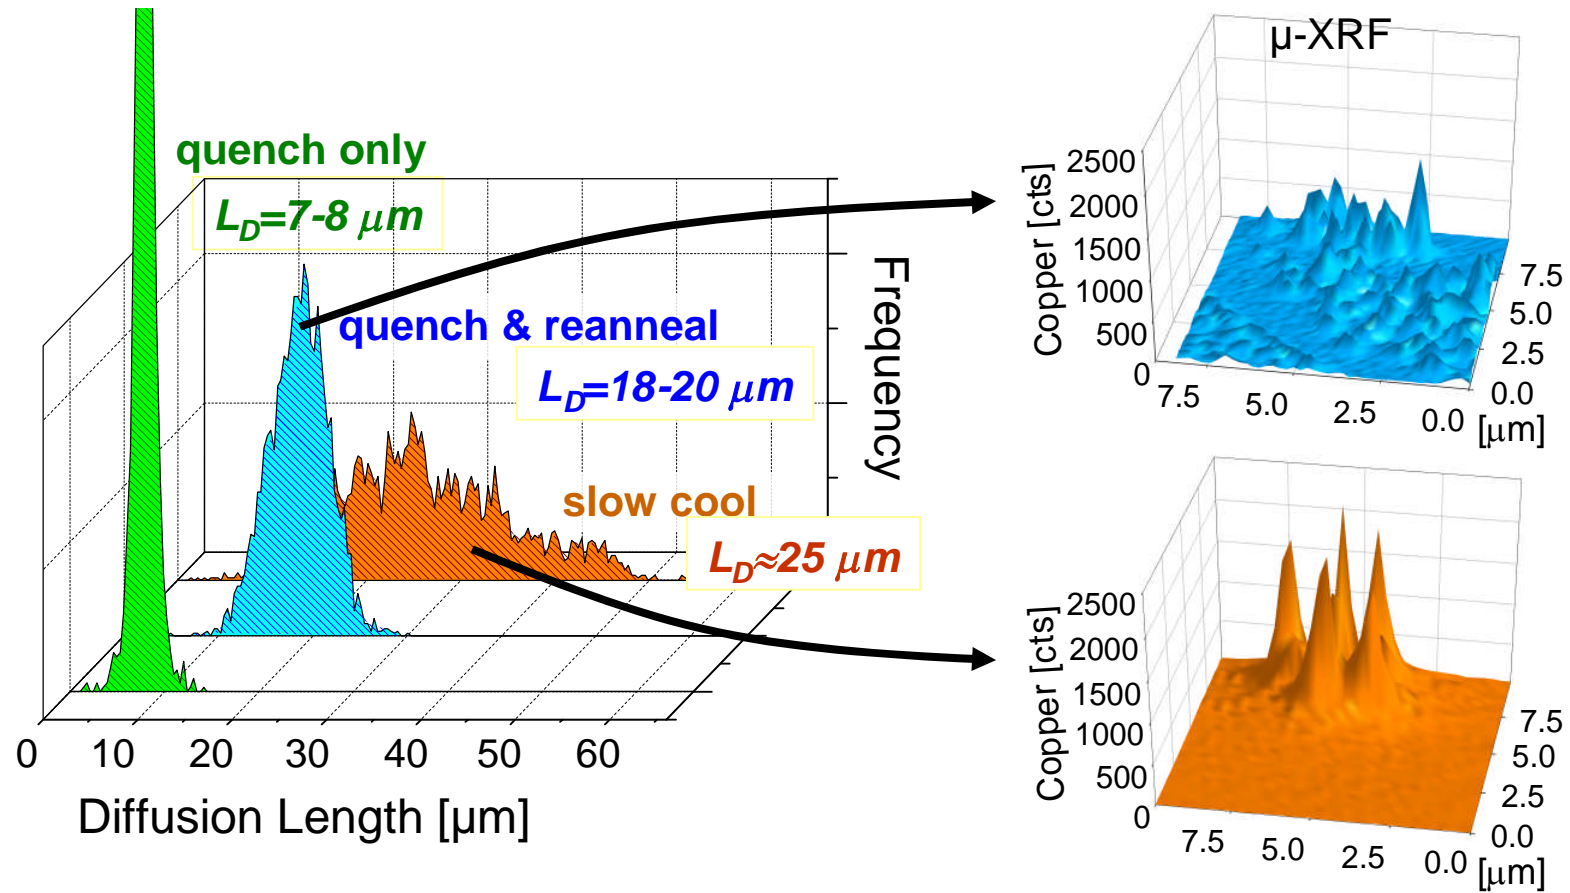 quench only
L_D=7-8 μm
quench & reanneal
L_D=18-20 μm
slow cool
L_D≈25 μm
Frequency
0 10 20 30 40 50 60
Diffusion Length [μm]
μ-XRF
Copper [cts]
2500
2000
1500
1000
500
0
7.5 5.0 2.5 0.0
7.5
5.0
2.5
0.0
[μm]
Copper [cts]
2500
2000
1500
1000
500
0
7.5 5.0 2.5 0.0
7.5
5.0
2.5
0.0
[μm]